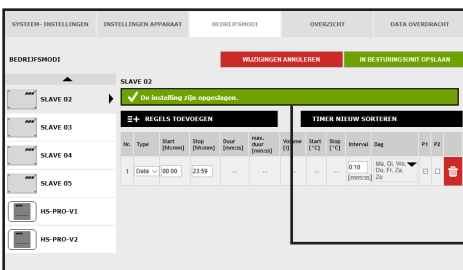 SYSTEEM- INSTELLINGEN
INSTELLINGEN APPARAAT
BEDRIJFSMODI
OVERZICHT
DATA OVERDRACHT
BEDRIJFSMODI
WIJZIGINGEN ANNULEREN
IN BESTURINGSUNIT OPSLAAN
SLAVE 02
SLAVE 03
SLAVE 04
SLAVE 05
HS-PRO-V1
HS-PRO-V2
SLAVE 02
De instelling zijn opgeslagen.
REGELS TOEVOEGEN
TIMER NIEUW SORTEREN
Nr. Type Start [hh:mm] Stop [hh:mm] Duur [mm:ss] max. duur [mm:ss] Volume [l] Start [°C] Stop [°C] Interval Dag P1 P2
1 Data: 00:00 23:59 -- -- -- -- -- 0:10 [mm:ss] Ma, Di, Wo, Do, Fr, Za, Zo